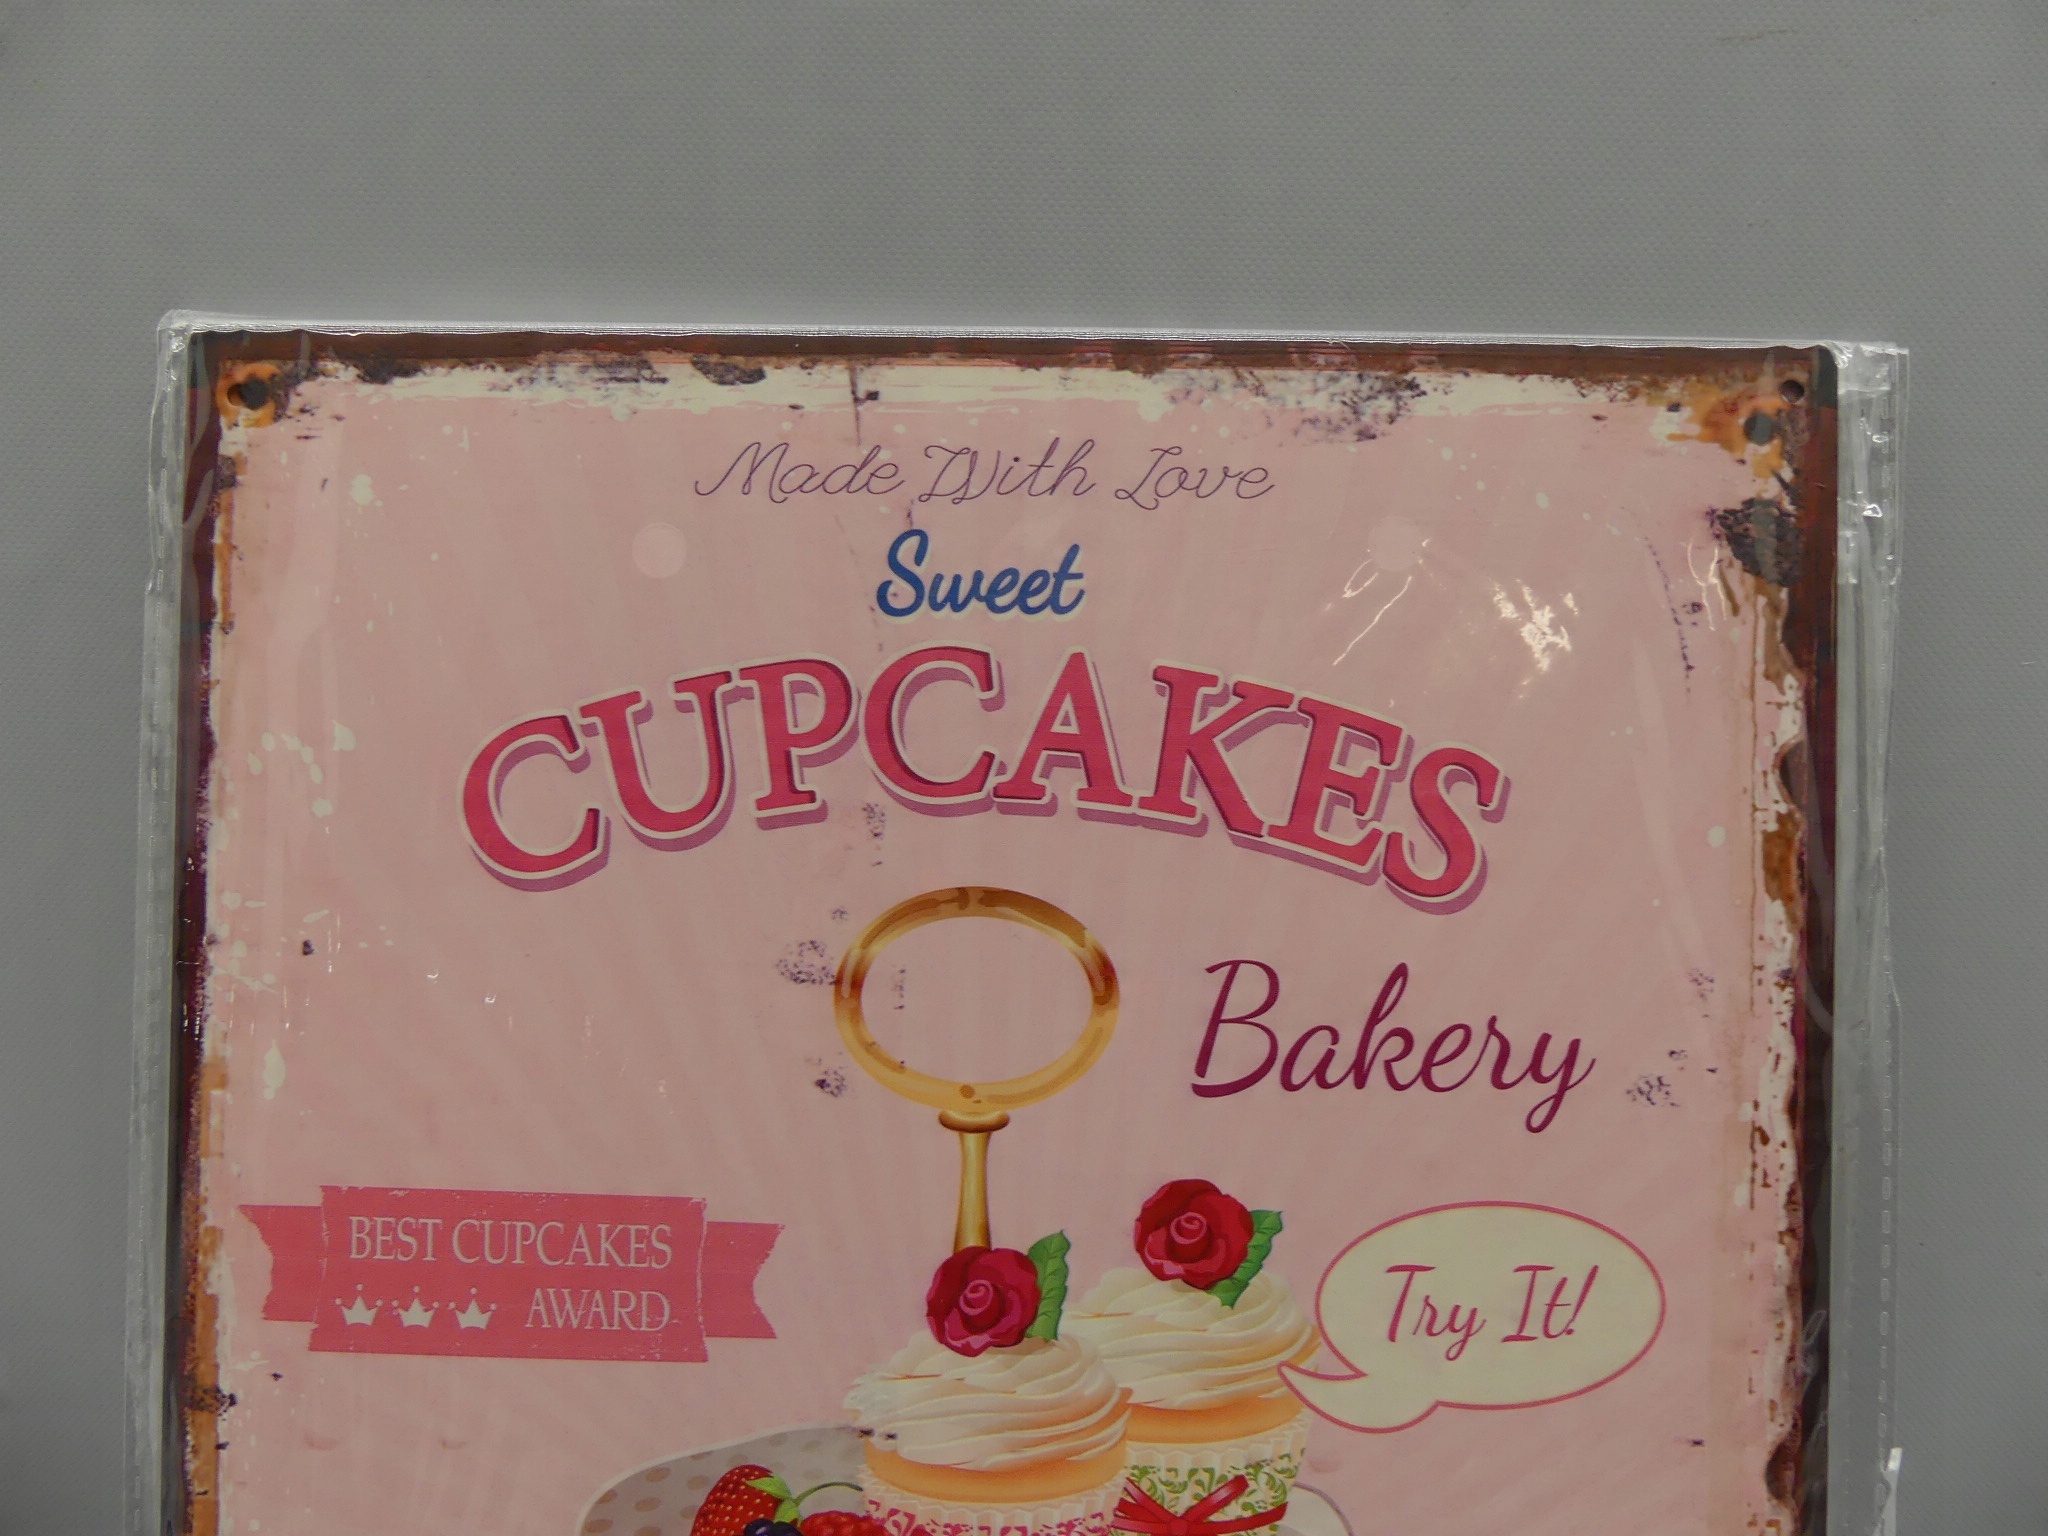 Made With Love
Sweet
CUPCAKES
Bakery
BEST CUPCAKES
AWARD
Try It!